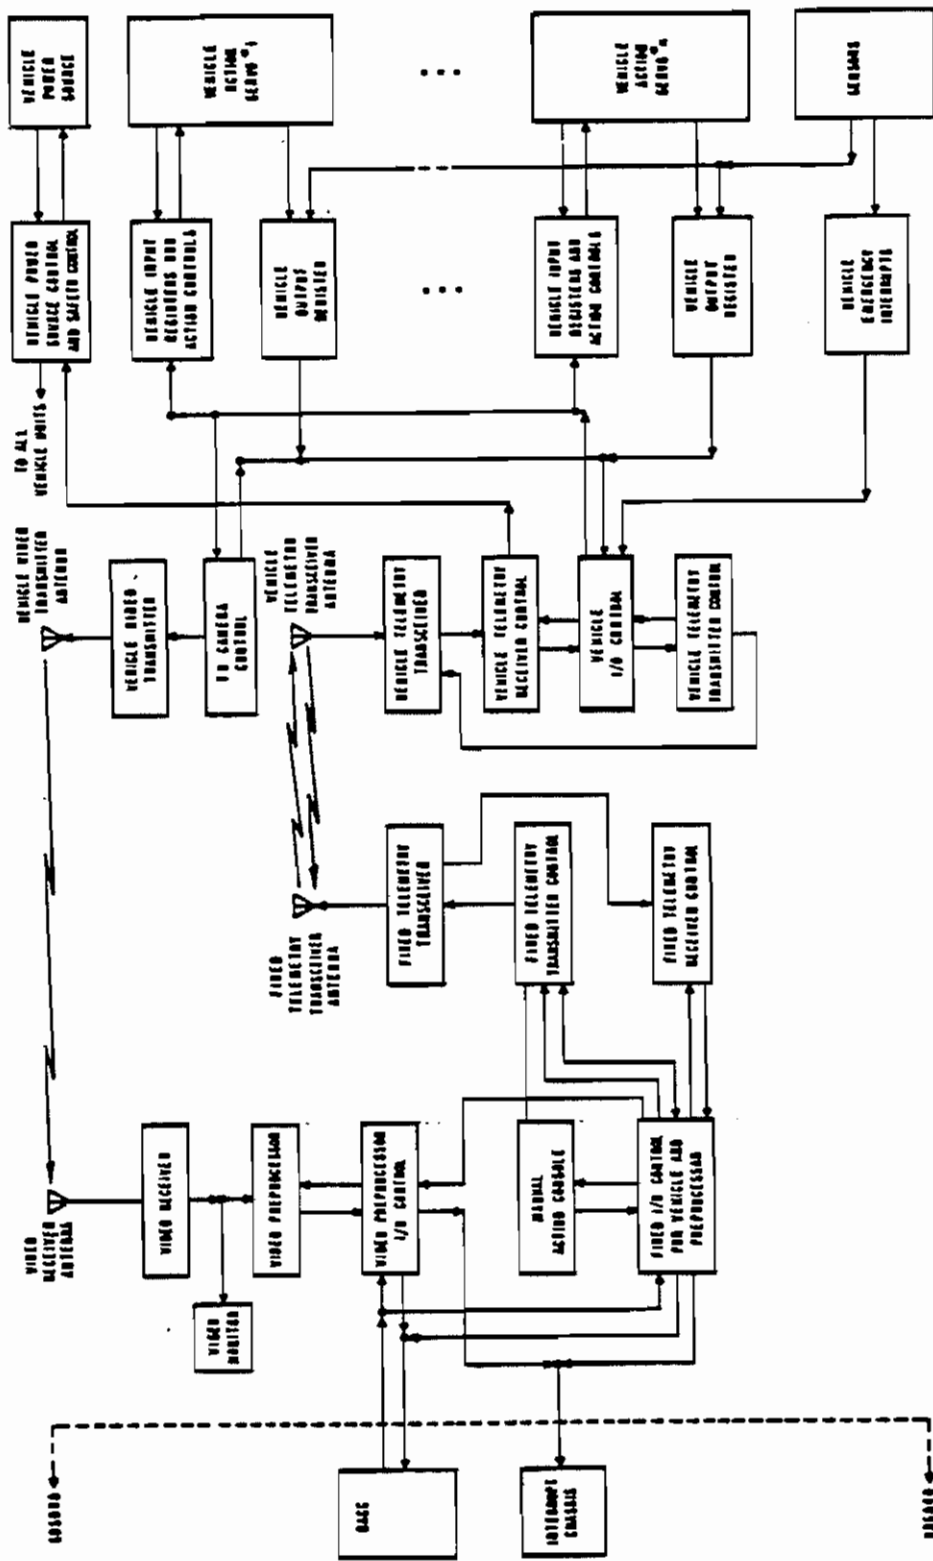 VEHICLE
POWER
SOURCE
VEHICLE
ACTION
SERVO #1
...
VEHICLE
ACTION
SERVO #n
SENSORS
VEHICLE POWER
SOURCE CONTROL
AND SAFETY CONTROL
VEHICLE INPUT
REGISTERS AND
ACTION CONTROLS
VEHICLE
OUTPUT
REGISTER
...
VEHICLE INPUT
REGISTERS AND
ACTION CONTROLS
VEHICLE
OUTPUT
REGISTER
VEHICLE
EMERGENCY
INTERRUPTS
TO ALL
VEHICLE UNITS
VEHICLE VIDEO
TRANSMITTER
ANTENNA
VEHICLE VIDEO
TRANSMITTER
TV CAMERA
CONTROL
VEHICLE
TELEMETRY
TRANSCEIVER
ANTENNA
VEHICLE TELEMETRY
TRANSCEIVER
VEHICLE TELEMETRY
RECEIVER CONTROL
VEHICLE
I/O CONTROL
VEHICLE TELEMETRY
TRANSMITTER CONTROL
FIXED
TELEMETRY
TRANSCEIVER
ANTENNA
FIXED TELEMETRY
TRANSCEIVER
FIXED TELEMETRY
TRANSMITTER CONTROL
FIXED TELEMETRY
RECEIVER CONTROL
VIDEO
RECEIVER
ANTENNA
VIDEO RECEIVER
VIDEO PREPROCESSOR
VIDEO PREPROCESSOR
I/O CONTROL
MANUAL
ACTION CONSOLE
FIXED I/O CONTROL
FOR VEHICLE AND
PREPROCESSOR
VIDEO
MONITOR
INTERRUPT
CHASSIS